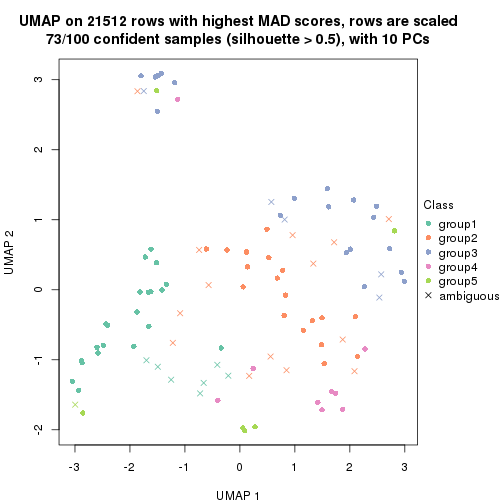 UMAP on 21512 rows with highest MAD scores, rows are scaled
73/100 confident samples (silhouette > 0.5), with 10 PCs
3
2
1
0
-1
-2
UMAP 2
-3
-2
-1
0
1
2
3
UMAP 1
Class
group1
group2
group3
group4
group5
ambiguous